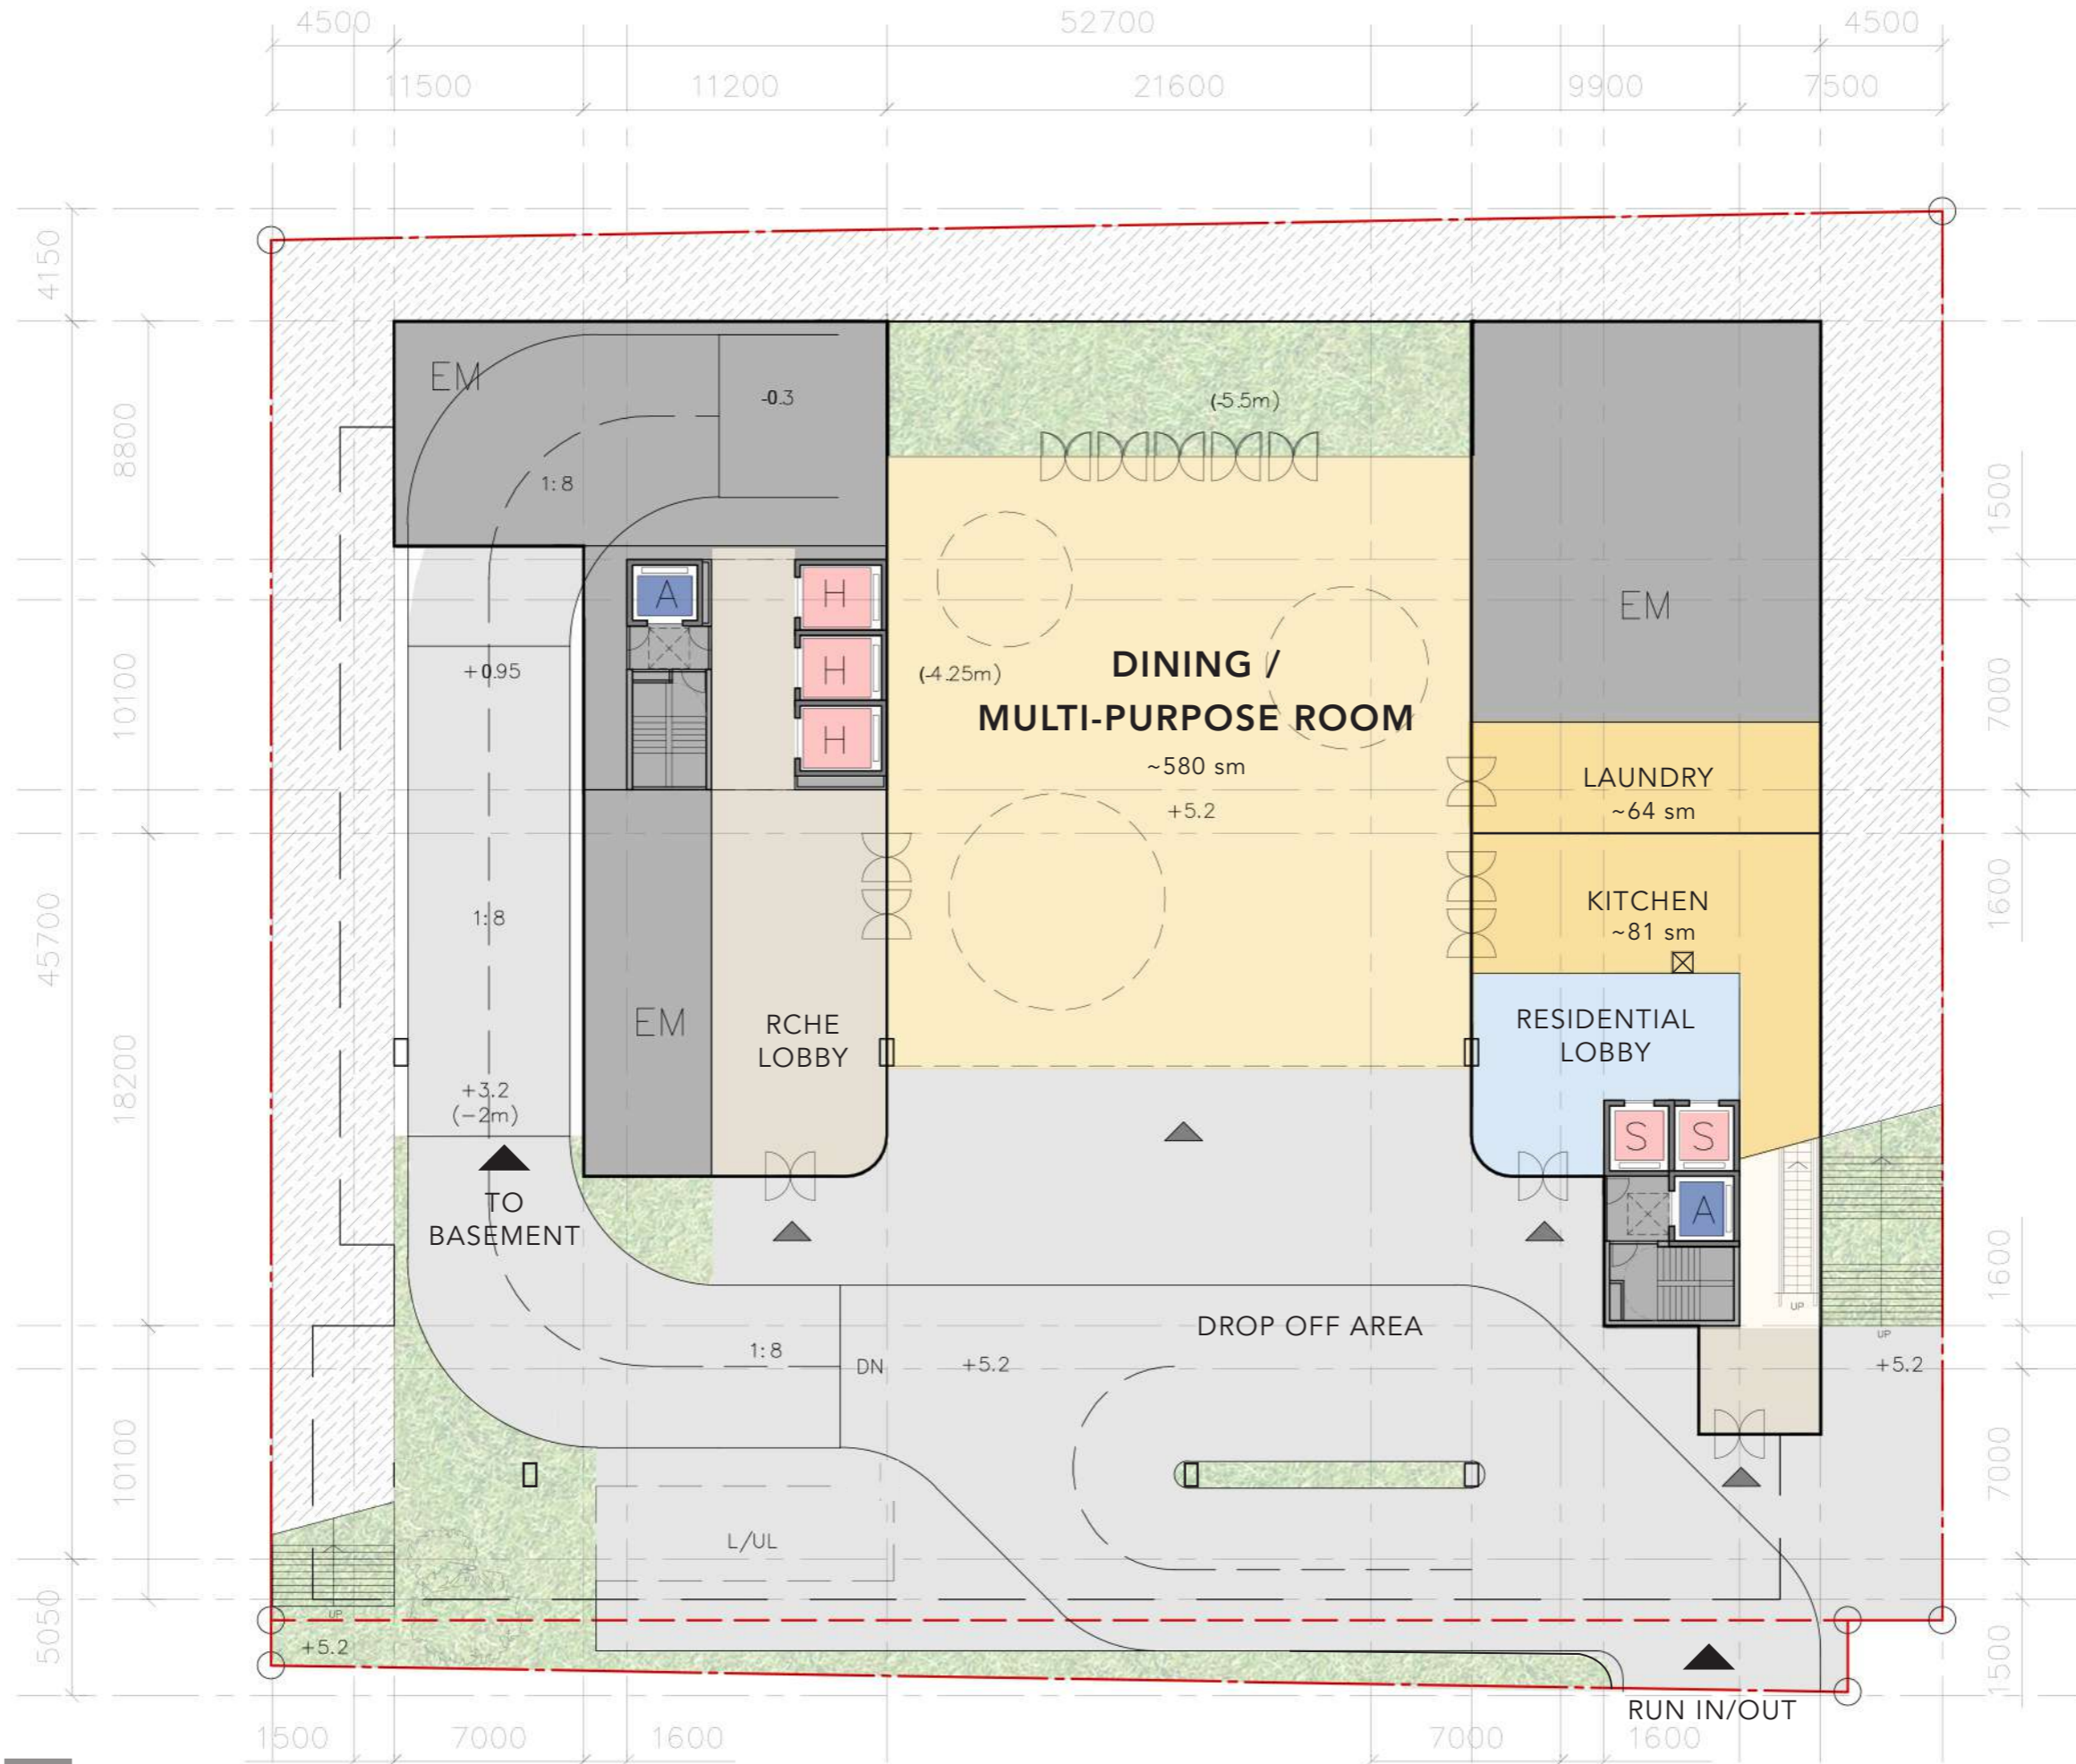 4500
52700
4500
11500
11200
21600
9900
7500
4150
EM
-0.3
(-5.5m)
8800
1:8
1500
A
H
EM
+0.95
H
(-4.25m)
DINING /
MULTI-PURPOSE ROOM
10100
7000
H
~580 sm
+5.2
LAUNDRY
~64 sm
1:8
KITCHEN
~81 sm
1600
45700
EM
RCHE
LOBBY
RESIDENTIAL
LOBBY
18200
+3.2
(-2m)
S
S
TO
BASEMENT
A
1600
UP
UP
DROP OFF AREA
1:8
DN
+5.2
+5.2
10100
7000
L/UL
UP
5050
+5.2
1500
RUN IN/OUT
1500
7000
1600
7000
1600